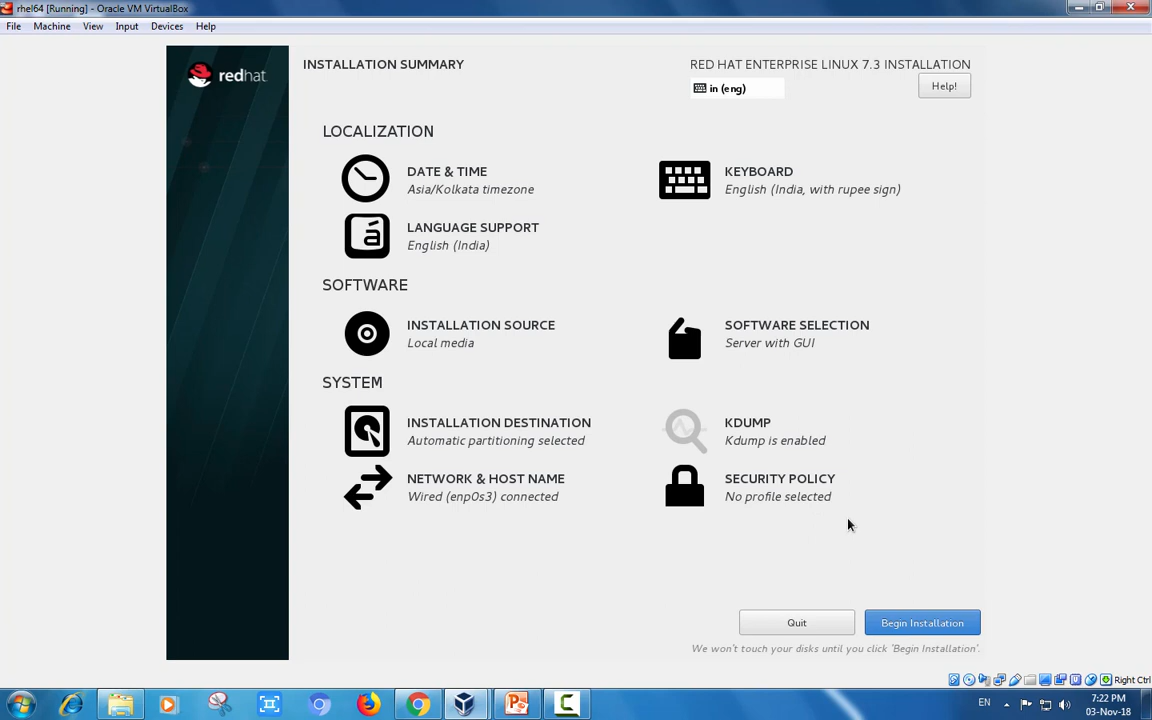 rhel64 [Running] - Oracle VM VirtualBox
File Machine View Input Devices Help
redhat.
INSTALLATION SUMMARY
RED HAT ENTERPRISE LINUX 7.3 INSTALLATION
in (eng)
Help!
LOCALIZATION
DATE & TIME
Asia/Kolkata timezone
KEYBOARD
English (India, with rupee sign)
á
LANGUAGE SUPPORT
English (India)
SOFTWARE
INSTALLATION SOURCE
Local media
SOFTWARE SELECTION
Server with GUI
SYSTEM
INSTALLATION DESTINATION
Automatic partitioning selected
KDUMP
Kdump is enabled
NETWORK & HOST NAME
Wired (enp0s3) connected
SECURITY POLICY
No profile selected
Quit
Begin Installation
We won't touch your disks until you click 'Begin Installation'.
Right Ctrl
EN
7:22 PM
03-Nov-18